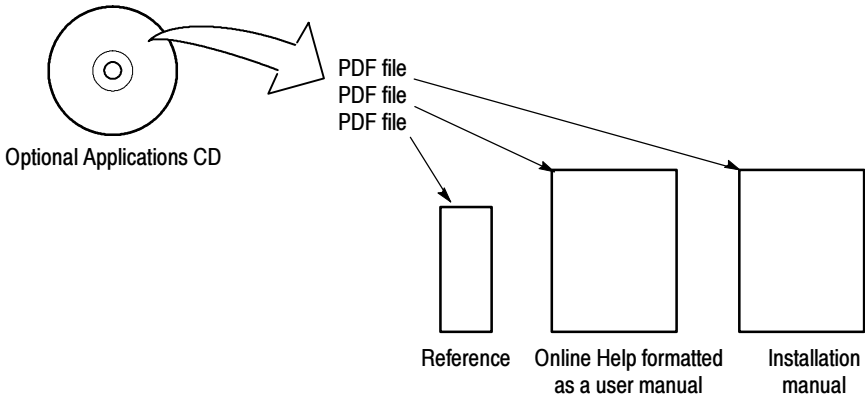 PDF file
PDF file
PDF file
Optional Applications CD
Reference
Online Help formatted
as a user manual
Installation
manual